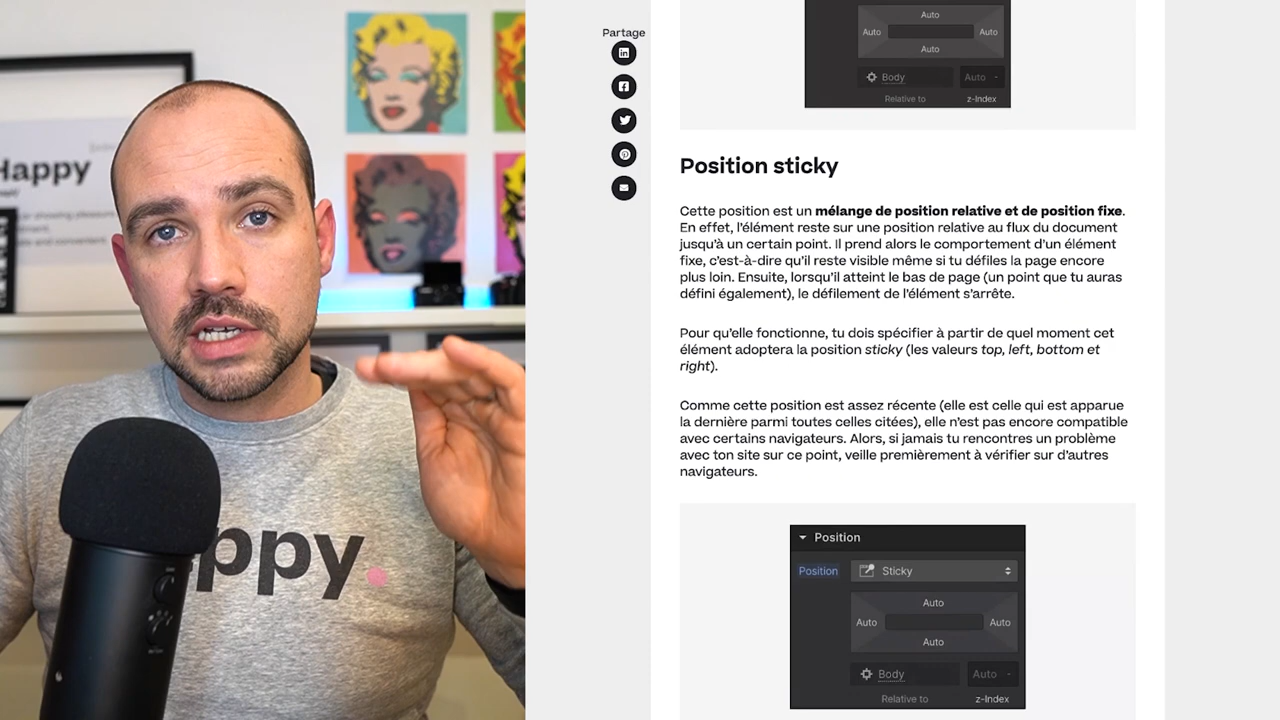 Happy
ppy.
Partage
Auto
Auto
Auto
Auto
Body
Auto
Relative to
z-Index
Position sticky
Cette position est un mélange de position relative et de position fixe.
En effet, l'élément reste sur une position relative au flux du document
jusqu'à un certain point. Il prend alors le comportement d'un élément
fixe, c'est-à-dire qu'il reste visible même si tu défiles la page encore
plus loin. Ensuite, lorsqu'il atteint le bas de page (un point que tu auras
défini également), le défilement de l'élément s'arrête.
Pour qu'elle fonctionne, tu dois spécifier à partir de quel moment cet
élément adoptera la position sticky (les valeurs top, left, bottom et
right).
Comme cette position est assez récente (elle est celle qui est apparue
la dernière parmi toutes celles citées), elle n'est pas encore compatible
avec certains navigateurs. Alors, si jamais tu rencontres un problème
avec ton site sur ce point, veille premièrement à vérifier sur d'autres
navigateurs.
Position
Position
Sticky
Auto
Auto
Auto
Auto
Body
Auto
Relative to
z-Index